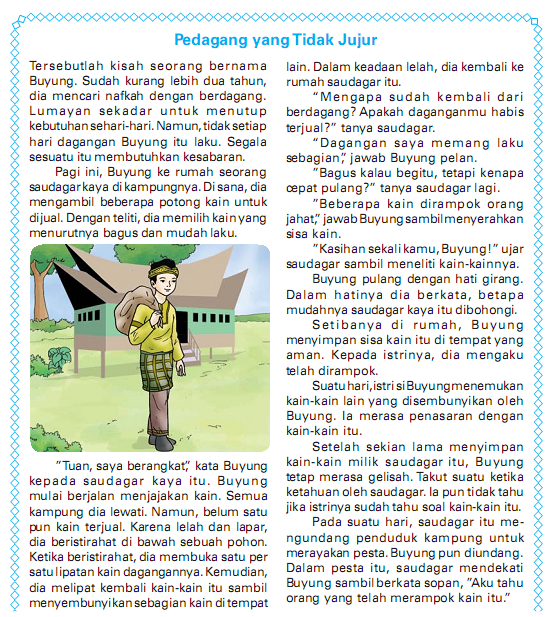 Pedagang yang Tidak Jujur
Tersebutlah kisah seorang bernama
Buyung. Sudah kurang lebih dua tahun,
dia mencari nafkah dengan berdagang.
Lumayan sekadar untuk menutup
kebutuhan sehari-hari. Namun, tidak setiap
hari dagangan Buyung itu laku. Segala
sesuatu itu membutuhkan kesabaran.
Pagi ini, Buyung ke rumah seorang
saudagar kaya di kampungnya. Di sana, dia
mengambil beberapa potong kain untuk
dijual. Dengan teliti, dia memilih kain yang
menurutnya bagus dan mudah laku.
"Tuan, saya berangkat," kata Buyung
kepada saudagar kaya itu. Buyung
mulai berjalan menjajakan kain. Semua
kampung dia lewati. Namun, belum satu
pun kain terjual. Karena lelah dan lapar,
dia beristirahat di bawah sebuah pohon.
Ketika beristirahat, dia membuka satu per
satu lipatan kain dagangannya. Kemudian,
dia melipat kembali kain-kain itu sambil
menyembunyikan sebagian kain di tempat
lain. Dalam keadaan lelah, dia kembali ke
rumah saudagar itu.
"Mengapa sudah kembali dari
berdagang? Apakah daganganmu habis
terjual?" tanya saudagar.
"Dagangan saya memang laku
sebagian," jawab Buyung pelan.
"Bagus kalau begitu, tetapi kenapa
cepat pulang?" tanya saudagar lagi.
"Beberapa kain dirampok orang
jahat," jawab Buyung sambil menyerahkan
sisa kain.
"Kasihan sekali kamu, Buyung!" ujar
saudagar sambil meneliti kain-kainnya.
Buyung pulang dengan hati girang.
Dalam hatinya dia berkata, betapa
mudahnya saudagar kaya itu dibohongi.
Setibanya di rumah, Buyung
menyimpan sisa kain itu di tempat yang
aman. Kepada istrinya, dia mengaku
telah dirampok.
Suatu hari, istri si Buyung menemukan
kain-kain lain yang disembunyikan oleh
Buyung. Ia merasa penasaran dengan
kain-kain itu.
Setelah sekian lama menyimpan
kain-kain milik saudagar itu, Buyung
tetap merasa gelisah. Takut suatu ketika
ketahuan oleh saudagar. Ia pun tidak tahu
jika istrinya sudah tahu soal kain-kain itu.
Pada suatu hari, saudagar itu me-
ngundang penduduk kampung untuk
merayakan pesta. Buyung pun diundang.
Dalam pesta itu, saudagar mendekati
Buyung sambil berkata sopan, "Aku tahu
orang yang telah merampok kain itu."